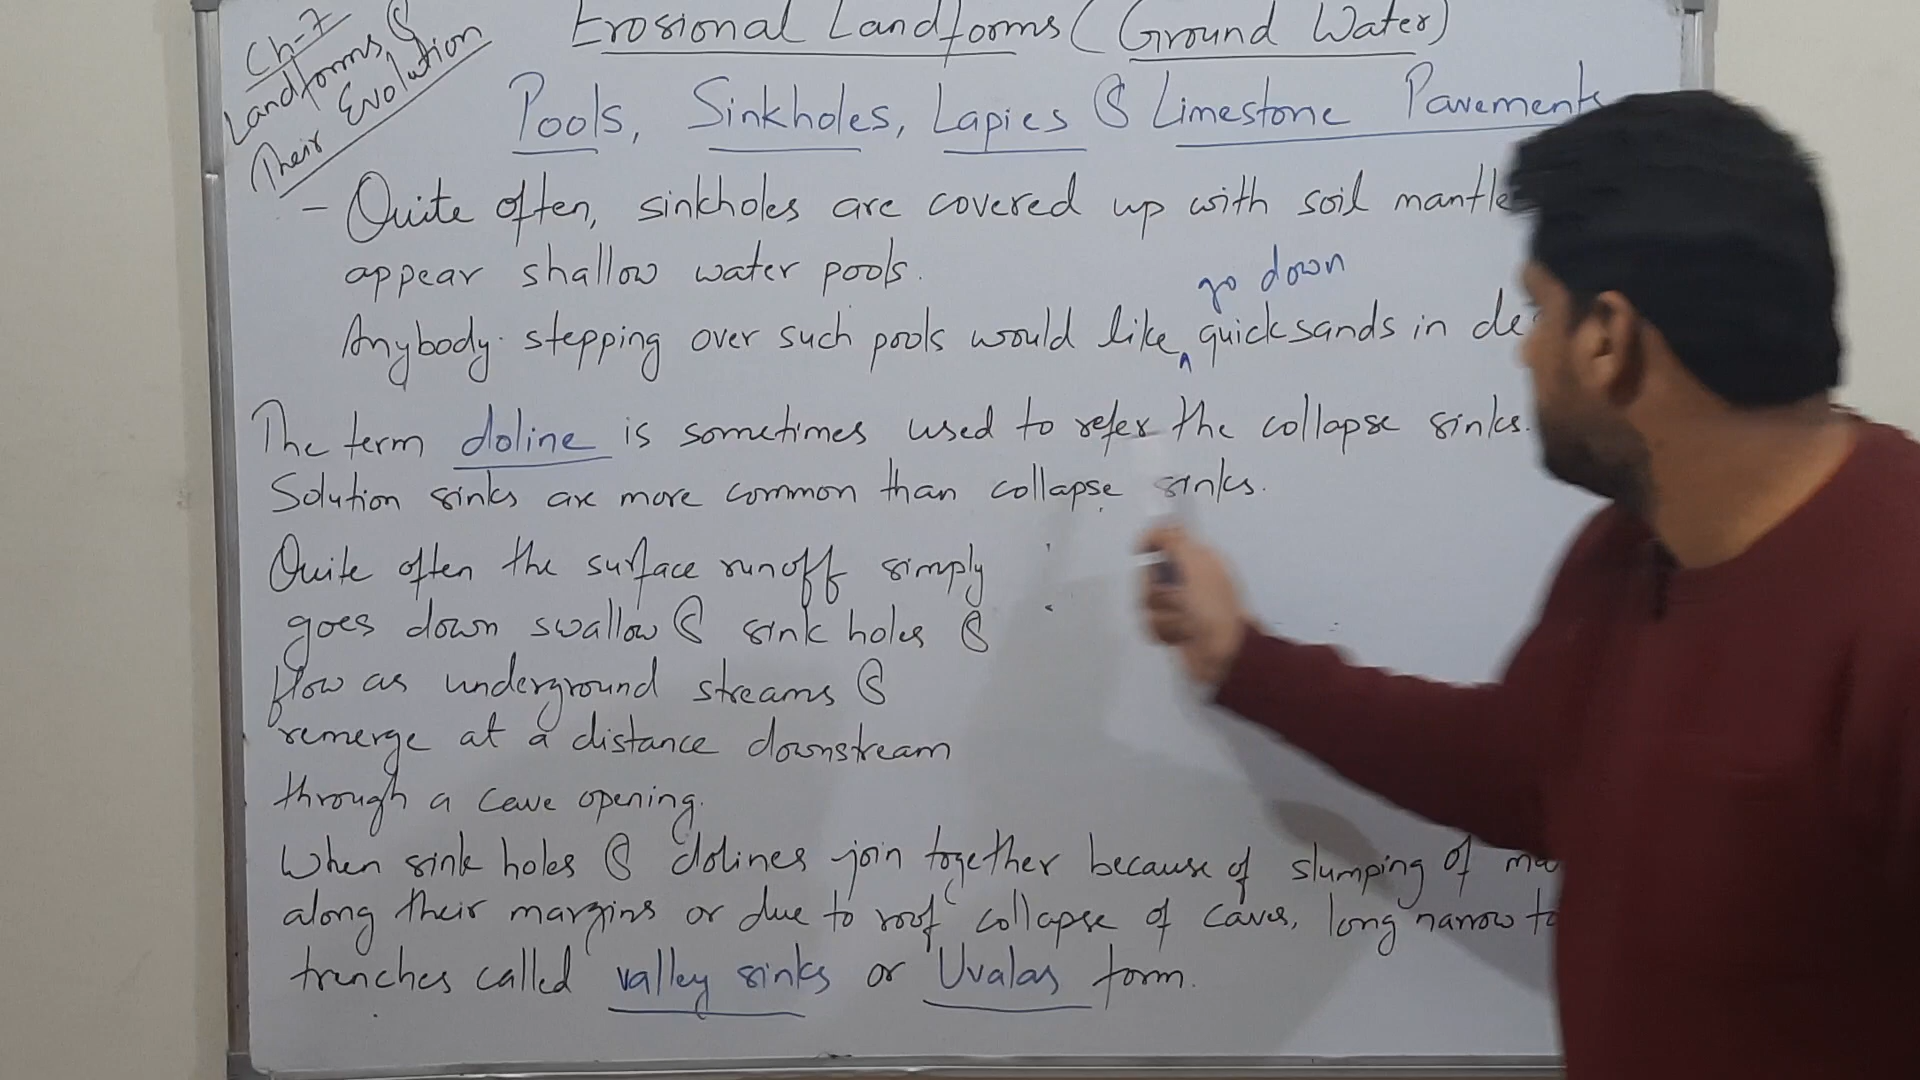 Ch-7
Landforms &
Their Evolution
Erosional Landforms (Ground Water)
Pools, Sinkholes, Lapies & Limestone Pavements
- Quite often, sinkholes are covered up with soil mantle
appear shallow water pools.
go down
Anybody stepping over such pools would like ^ quicksands in de
The term doline is sometimes used to refer the collapse sinks.
Solution sinks are more common than collapse sinks.
Quite often the surface runoff simply
goes down swallow & sink holes &
flow as underground streams &
remerge at a distance downstream
through a cave opening.
When sink holes & dolines join together because of slumping of ma
along their margins or due to roof collapse of caves, long narrow to
trenches called valley sinks or Uvalas form.